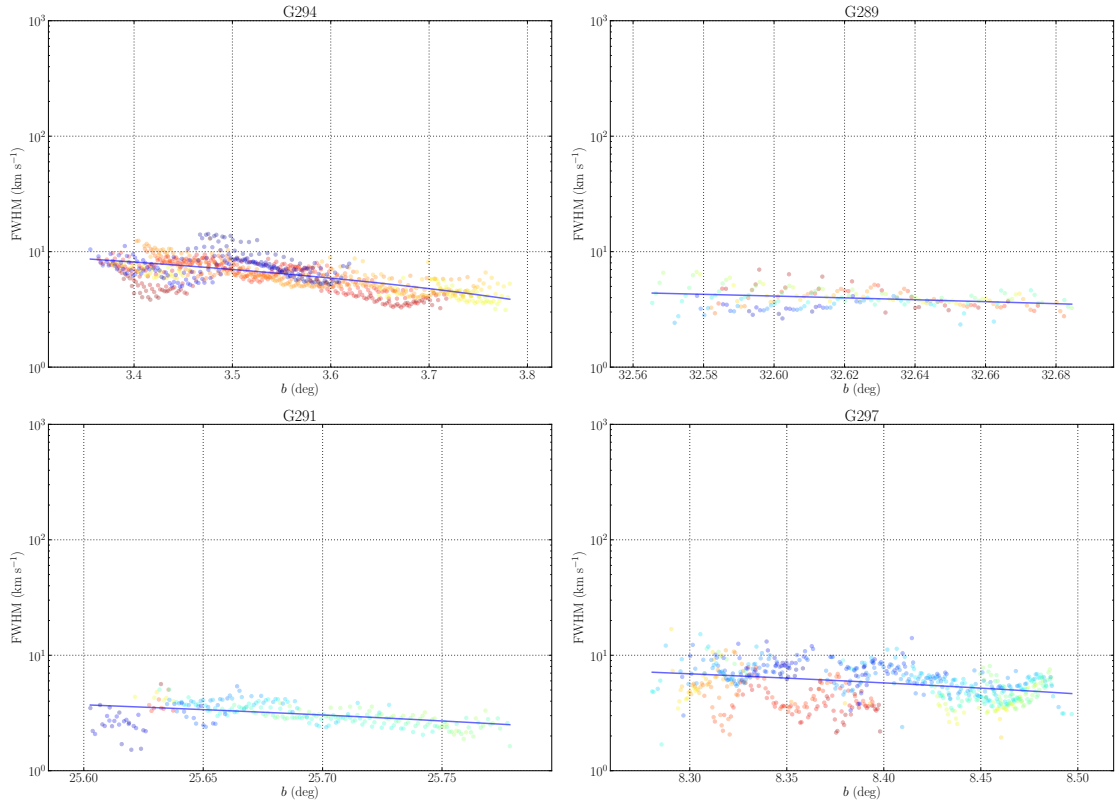 G294
10³
10²
10¹
10⁰
FWHM (km s⁻¹)
3.4 3.5 3.6 3.7 3.8
b (deg)
G289
10³
10²
10¹
10⁰
FWHM (km s⁻¹)
32.56 32.58 32.60 32.62 32.64 32.66 32.68
b (deg)
G291
10³
10²
10¹
10⁰
FWHM (km s⁻¹)
25.60 25.65 25.70 25.75
b (deg)
G297
10³
10²
10¹
10⁰
FWHM (km s⁻¹)
8.30 8.35 8.40 8.45 8.50
b (deg)